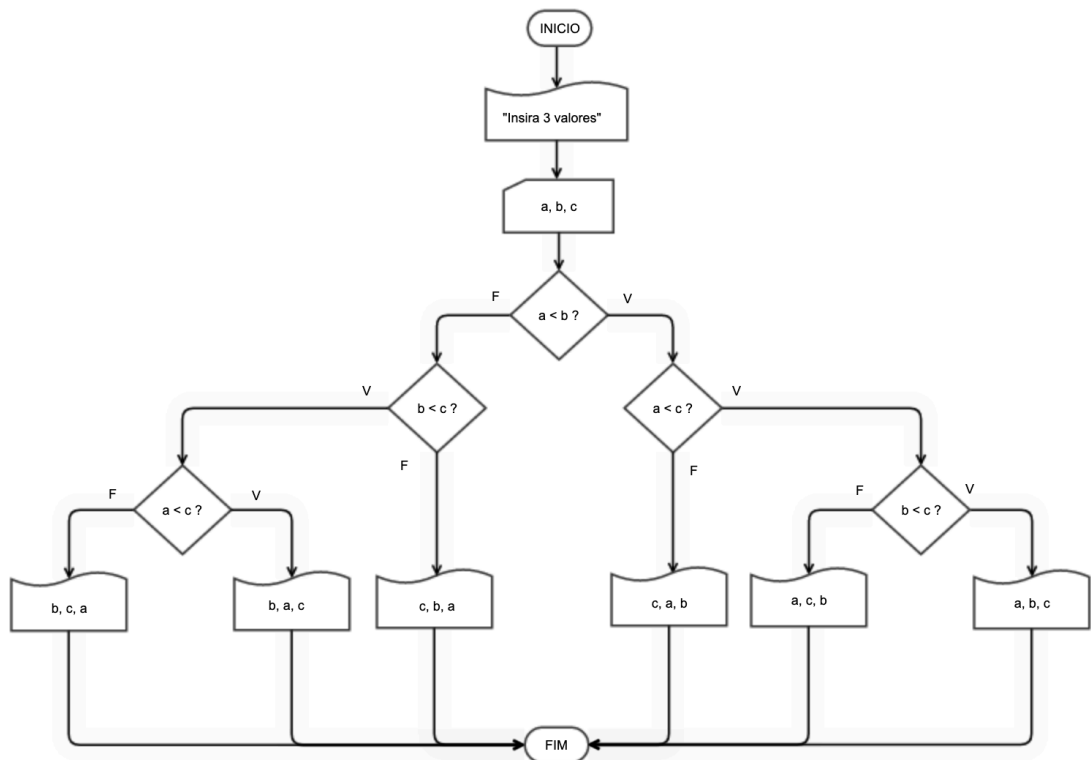 INICIO
"Insira 3 valores"
a, b, c
F
a < b ?
V
V
b < c ?
F
a < c ?
V
F
F
a < c ?
V
F
b < c ?
V
b, c, a
b, a, c
c, b, a
c, a, b
a, c, b
a, b, c
FIM